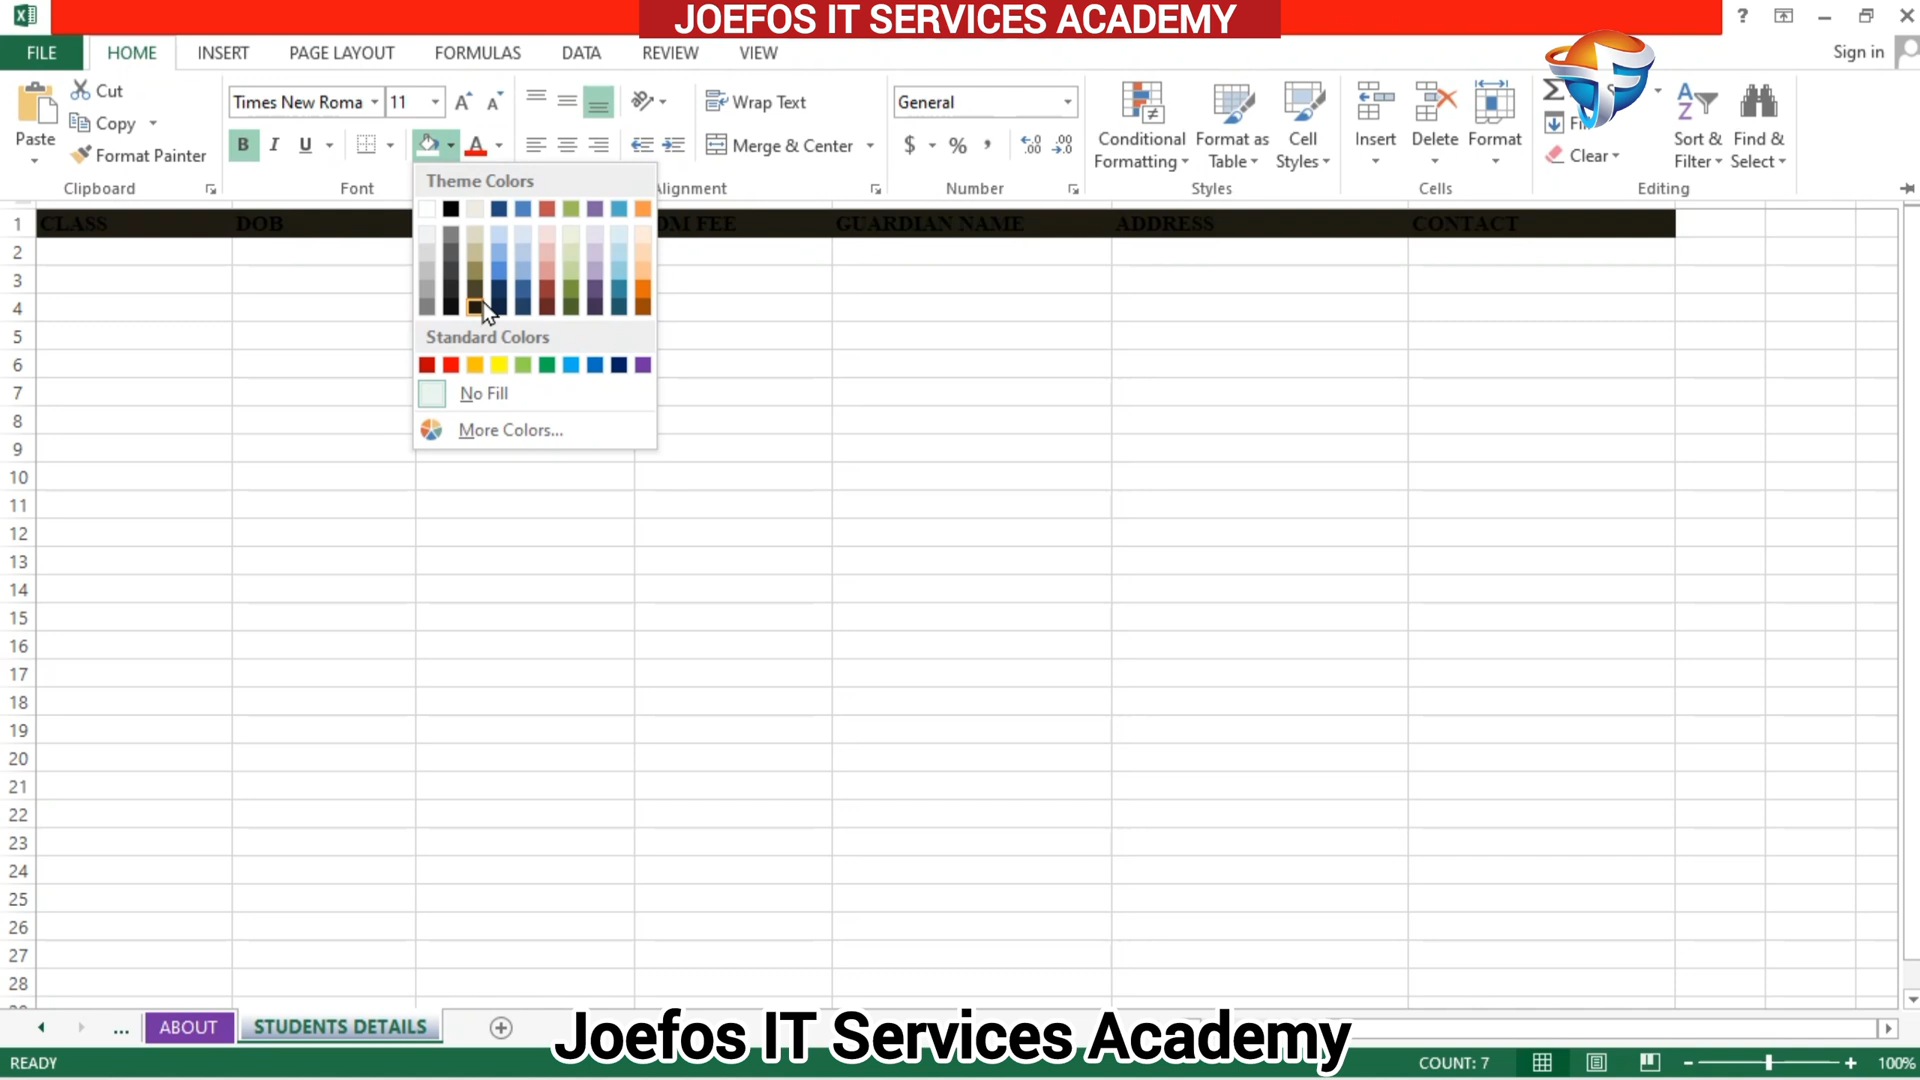 JOEFOS IT SERVICES ACADEMY
FILE HOME INSERT PAGE LAYOUT FORMULAS DATA REVIEW VIEW Sign in
Paste
Cut
Copy
Format Painter
Clipboard
Times New Roma 11
B I U A
Font
Wrap Text
Merge & Center
Alignment
General
$ % , .00 .0
Number
Conditional Formatting
Format as Table
Cell Styles
Styles
Insert Delete Format
Cells
Clear
Sort & Filter
Find & Select
Editing
Theme Colors
Standard Colors
No Fill
More Colors...
1 CLASS DOB FEE GUARDIAN NAME ADDRESS CONTACT
2
3
4
5
6
7
8
9
10
11
12
13
14
15
16
17
18
19
20
21
22
23
24
25
26
27
28
... ABOUT STUDENTS DETAILS
Joefos IT Services Academy
READY COUNT: 7 100%